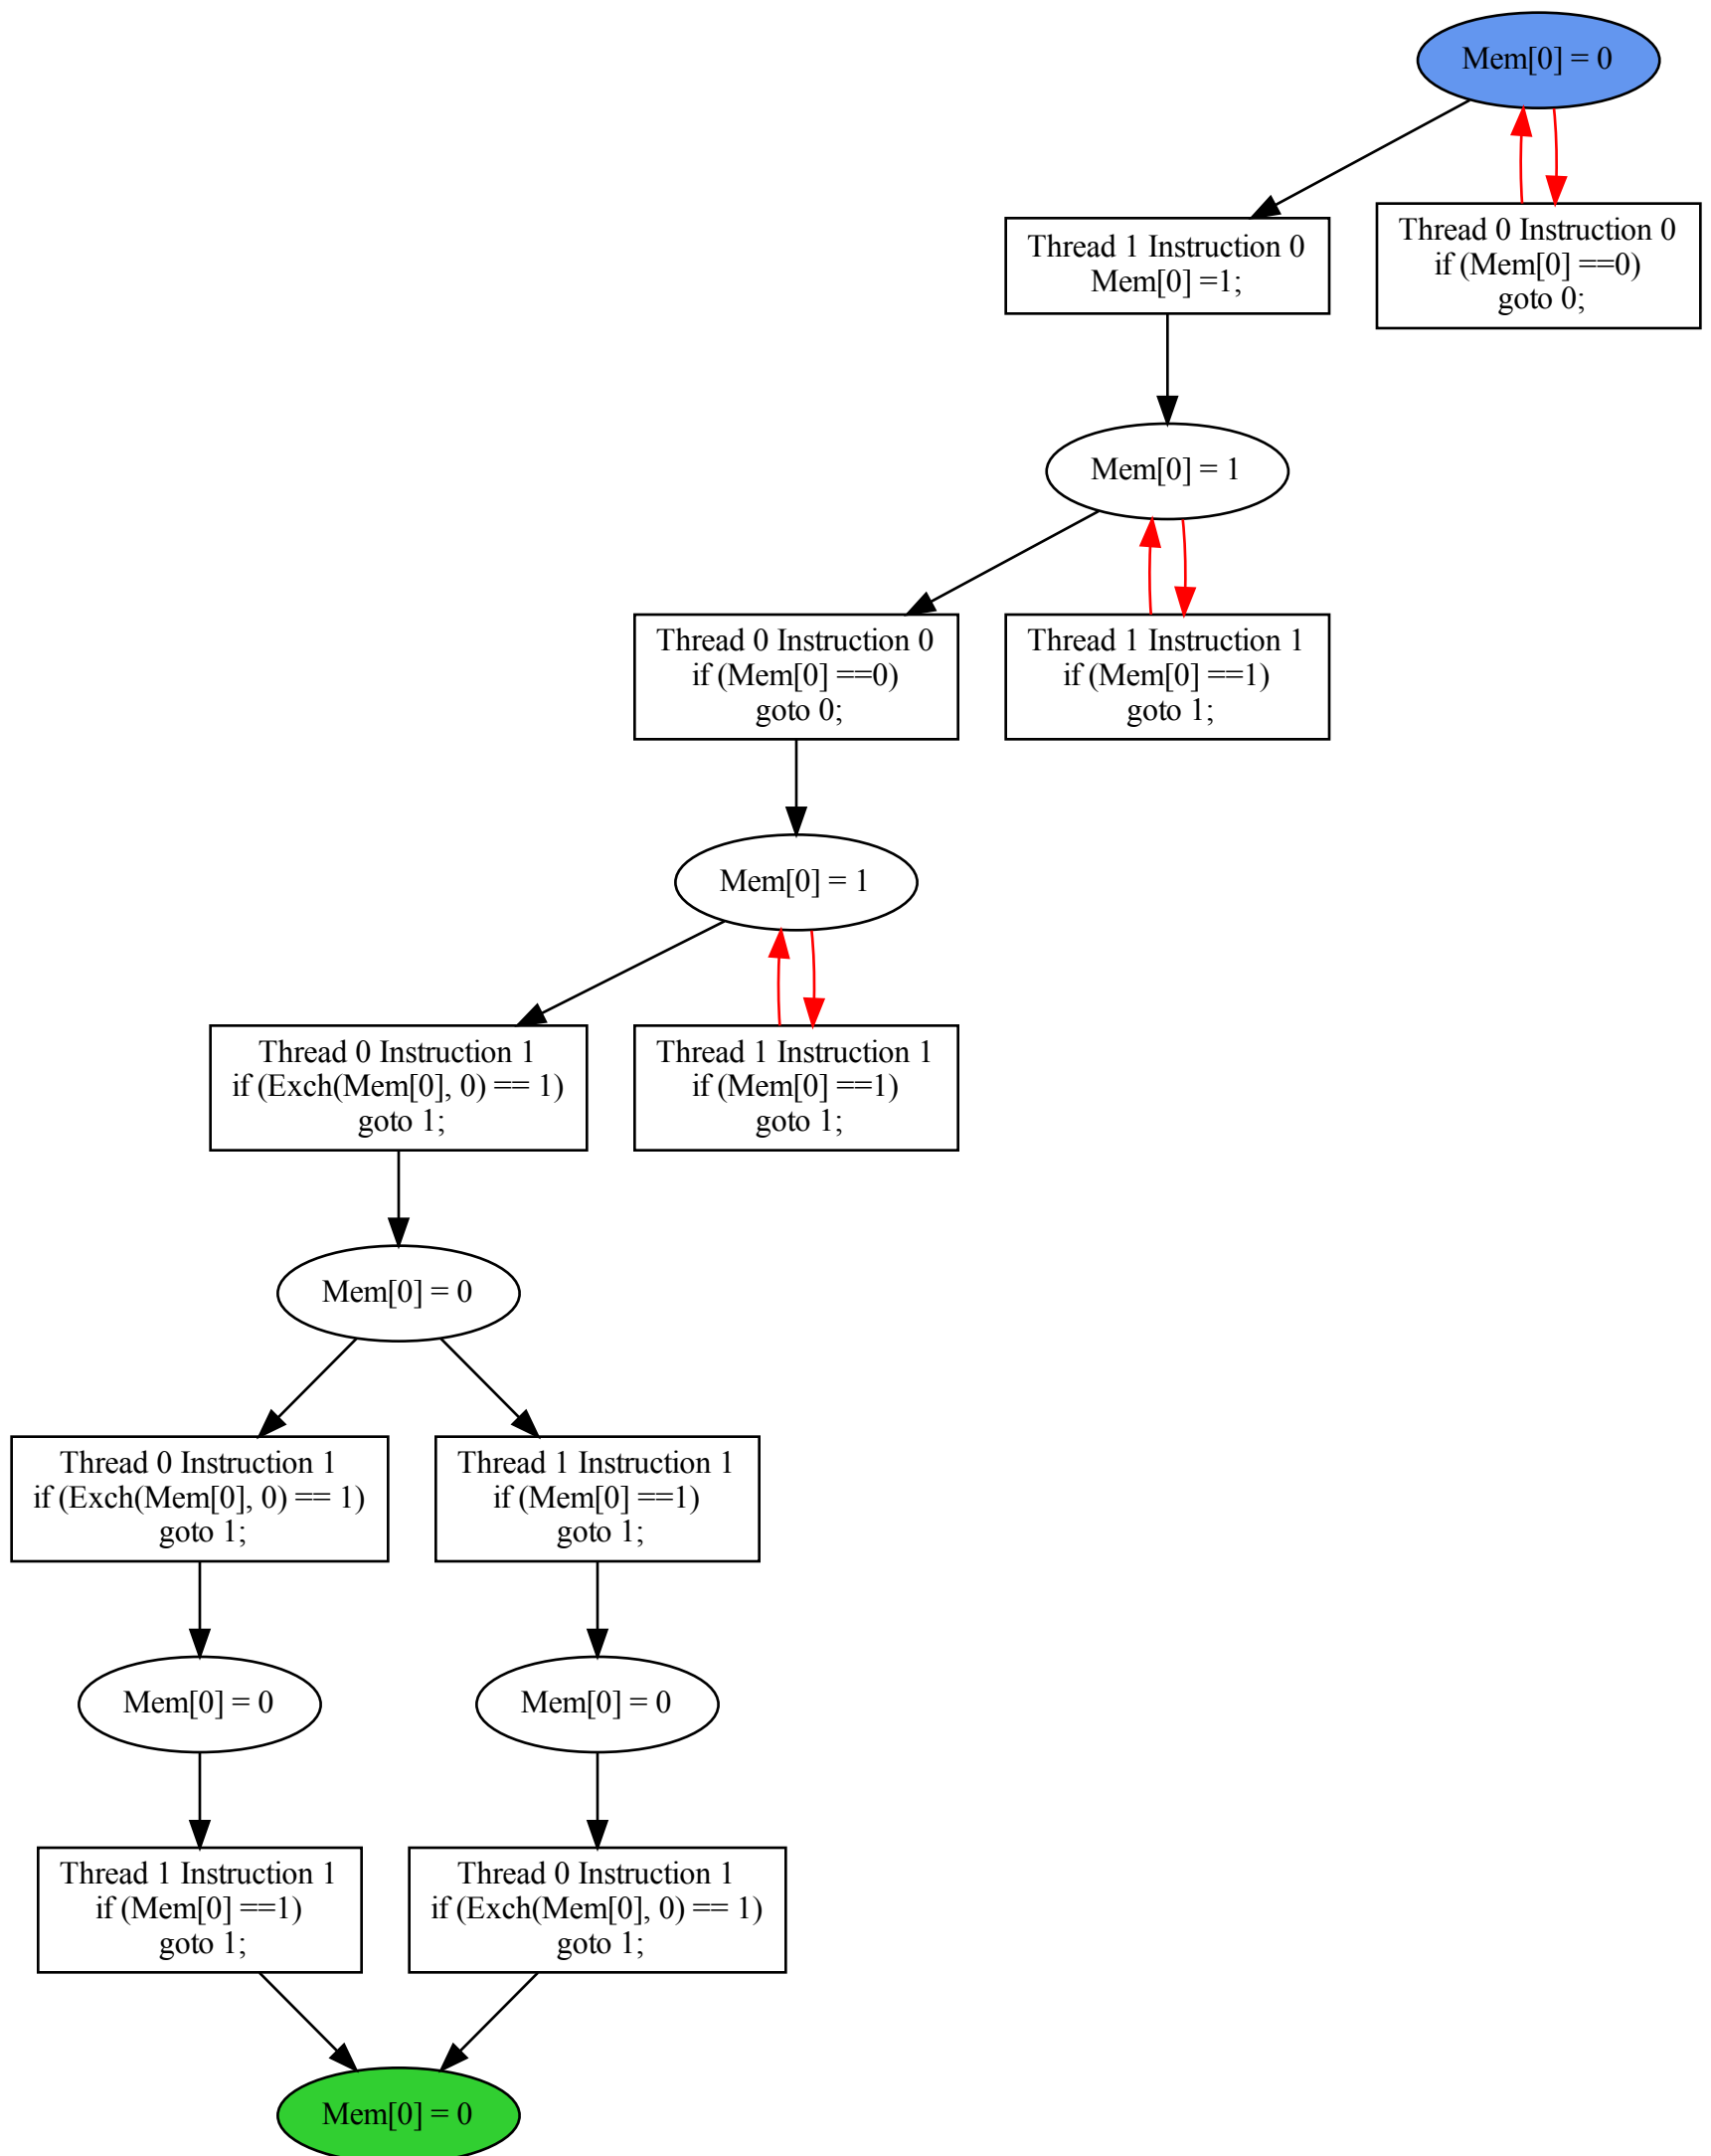 Mem[0] = 0
Thread 1 Instruction 0
Mem[0] =1;
Thread 0 Instruction 0
if (Mem[0] ==0)
goto 0;
Mem[0] = 1
Thread 0 Instruction 0
if (Mem[0] ==0)
goto 0;
Thread 1 Instruction 1
if (Mem[0] ==1)
goto 1;
Mem[0] = 1
Thread 0 Instruction 1
if (Exch(Mem[0], 0) == 1)
goto 1;
Thread 1 Instruction 1
if (Mem[0] ==1)
goto 1;
Mem[0] = 0
Thread 0 Instruction 1
if (Exch(Mem[0], 0) == 1)
goto 1;
Thread 1 Instruction 1
if (Mem[0] ==1)
goto 1;
Mem[0] = 0
Mem[0] = 0
Thread 1 Instruction 1
if (Mem[0] ==1)
goto 1;
Thread 0 Instruction 1
if (Exch(Mem[0], 0) == 1)
goto 1;
Mem[0] = 0